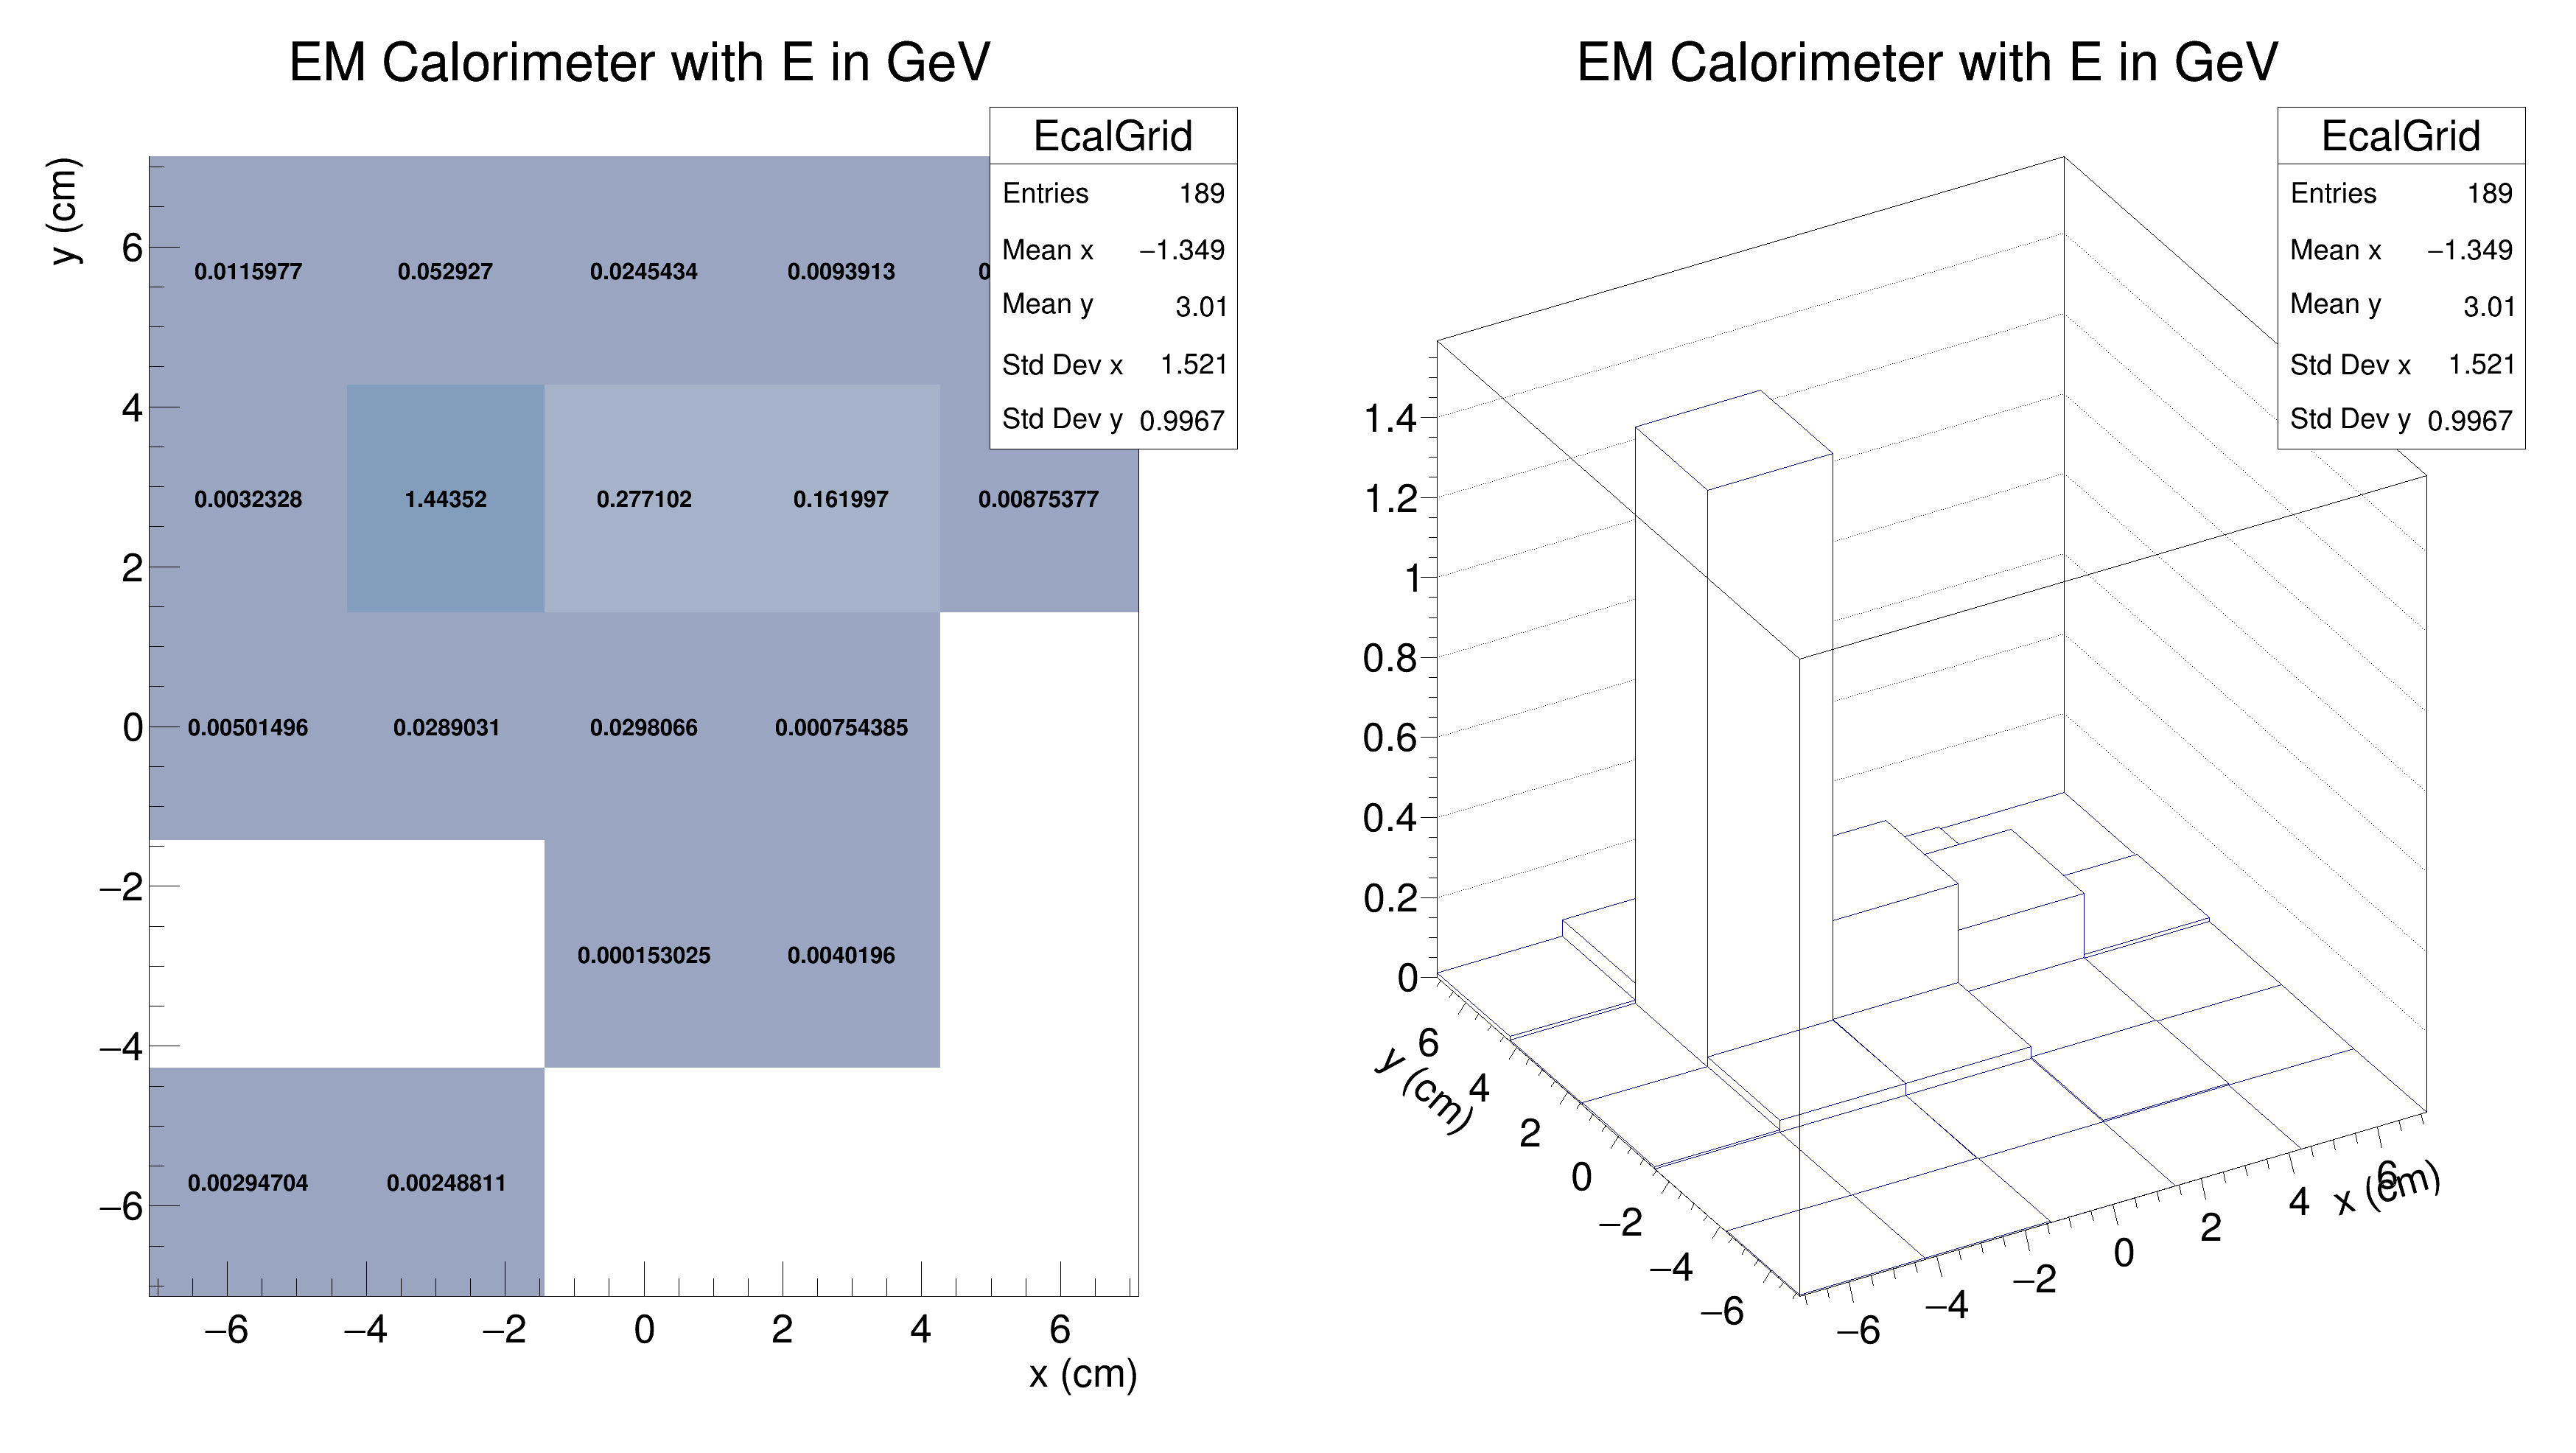 EM Calorimeter with E in GeV
EcalGrid
Entries 189
Mean x −1.349
Mean y 3.01
Std Dev x 1.521
Std Dev y 0.9967
y (cm)
6
4
2
0
−2
−4
−6
0.0115977 0.052927 0.0245434 0.0093913
0.0032328 1.44352 0.277102 0.161997 0.00875377
0.00501496 0.0289031 0.0298066 0.000754385
0.000153025 0.0040196
0.00294704 0.00248811
−6 −4 −2 0 2 4 6
x (cm)
EM Calorimeter with E in GeV
EcalGrid
Entries 189
Mean x −1.349
Mean y 3.01
Std Dev x 1.521
Std Dev y 0.9967
1.4
1.2
1
0.8
0.6
0.4
0.2
0
y (cm)
6
4
2
0
−2
−4
−6
−6 −4 −2 0 2 4 6
x (cm)